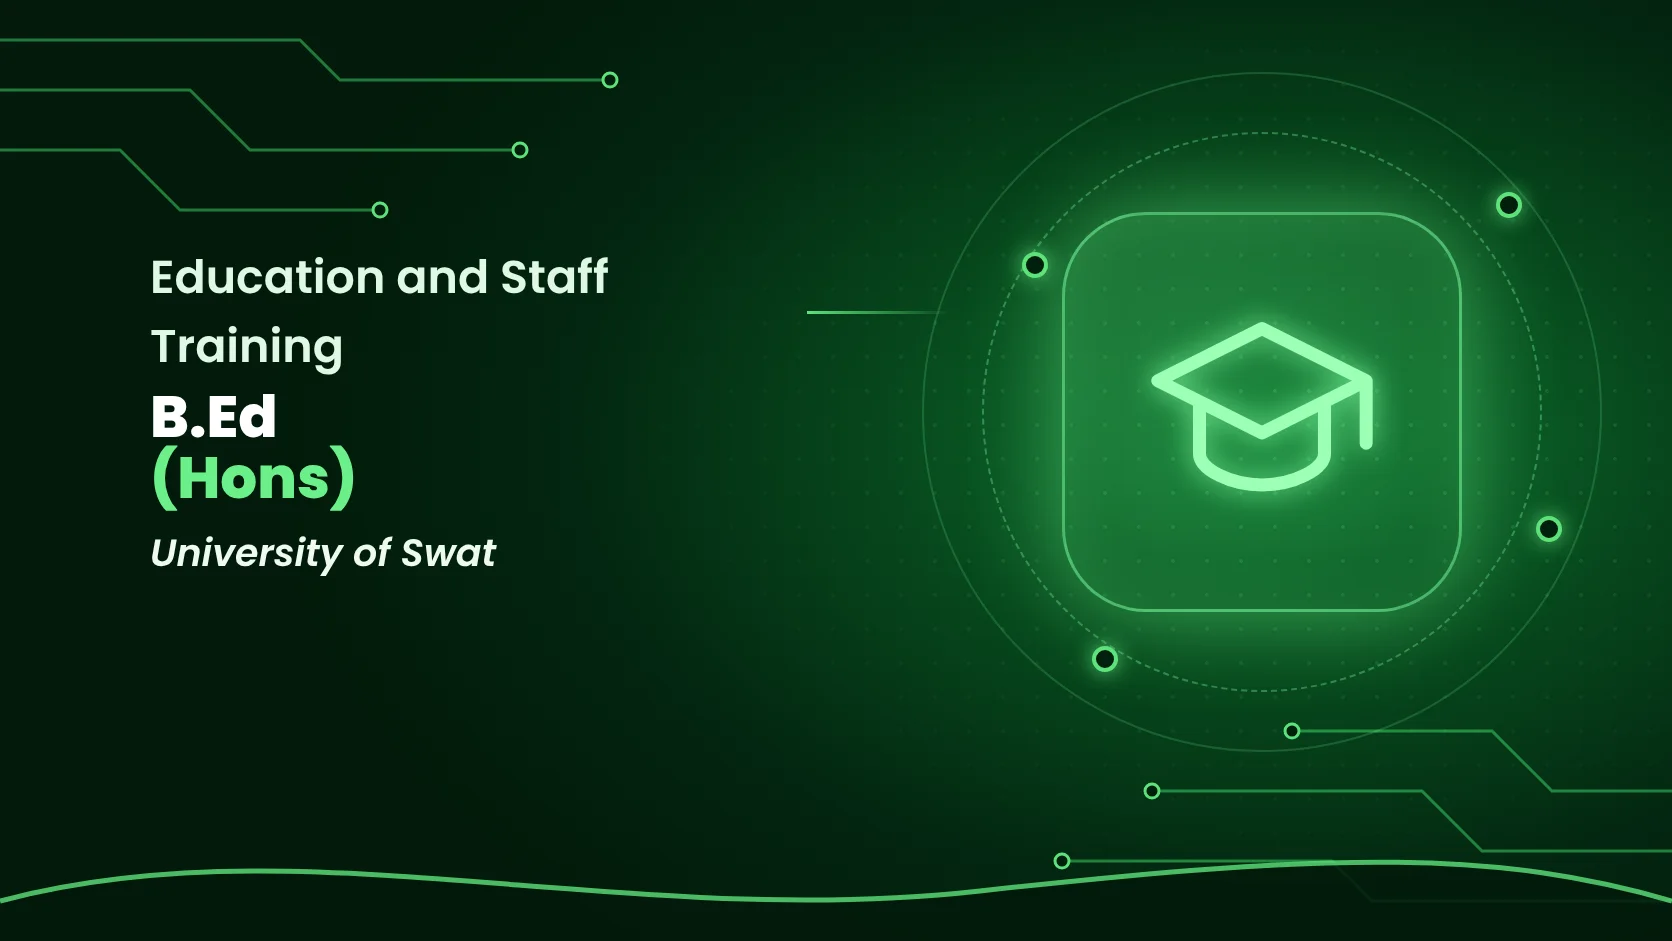 Education and Staff
Training
B.Ed
(Hons)
University of Swat